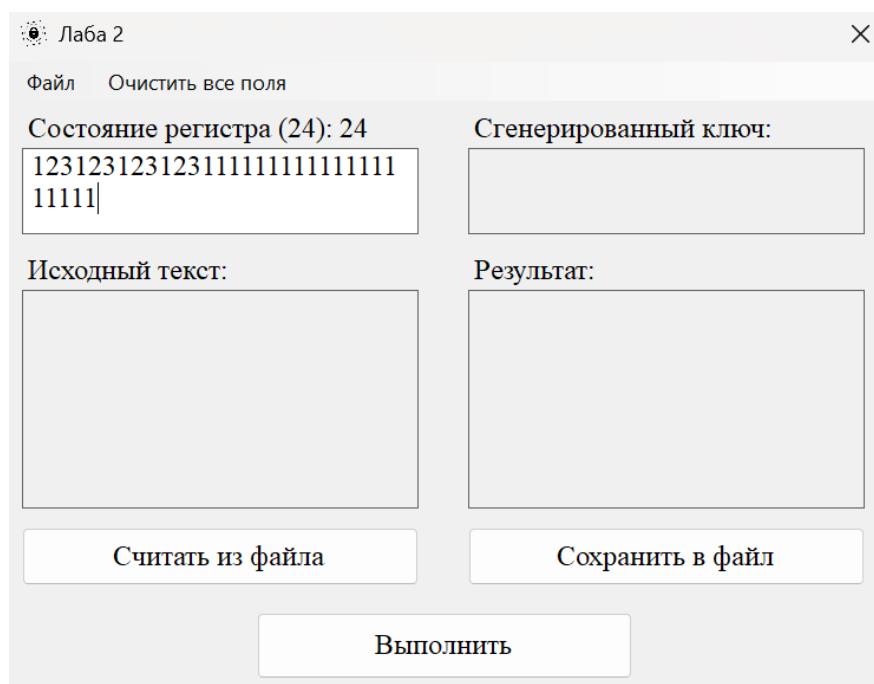 Лаба 2
Файл Очистить все поля
Состояние регистра (24): 24
123123123123111111111111111
11111
Сгенерированный ключ:
Исходный текст:
Результат:
Считать из файла
Сохранить в файл
Выполнить